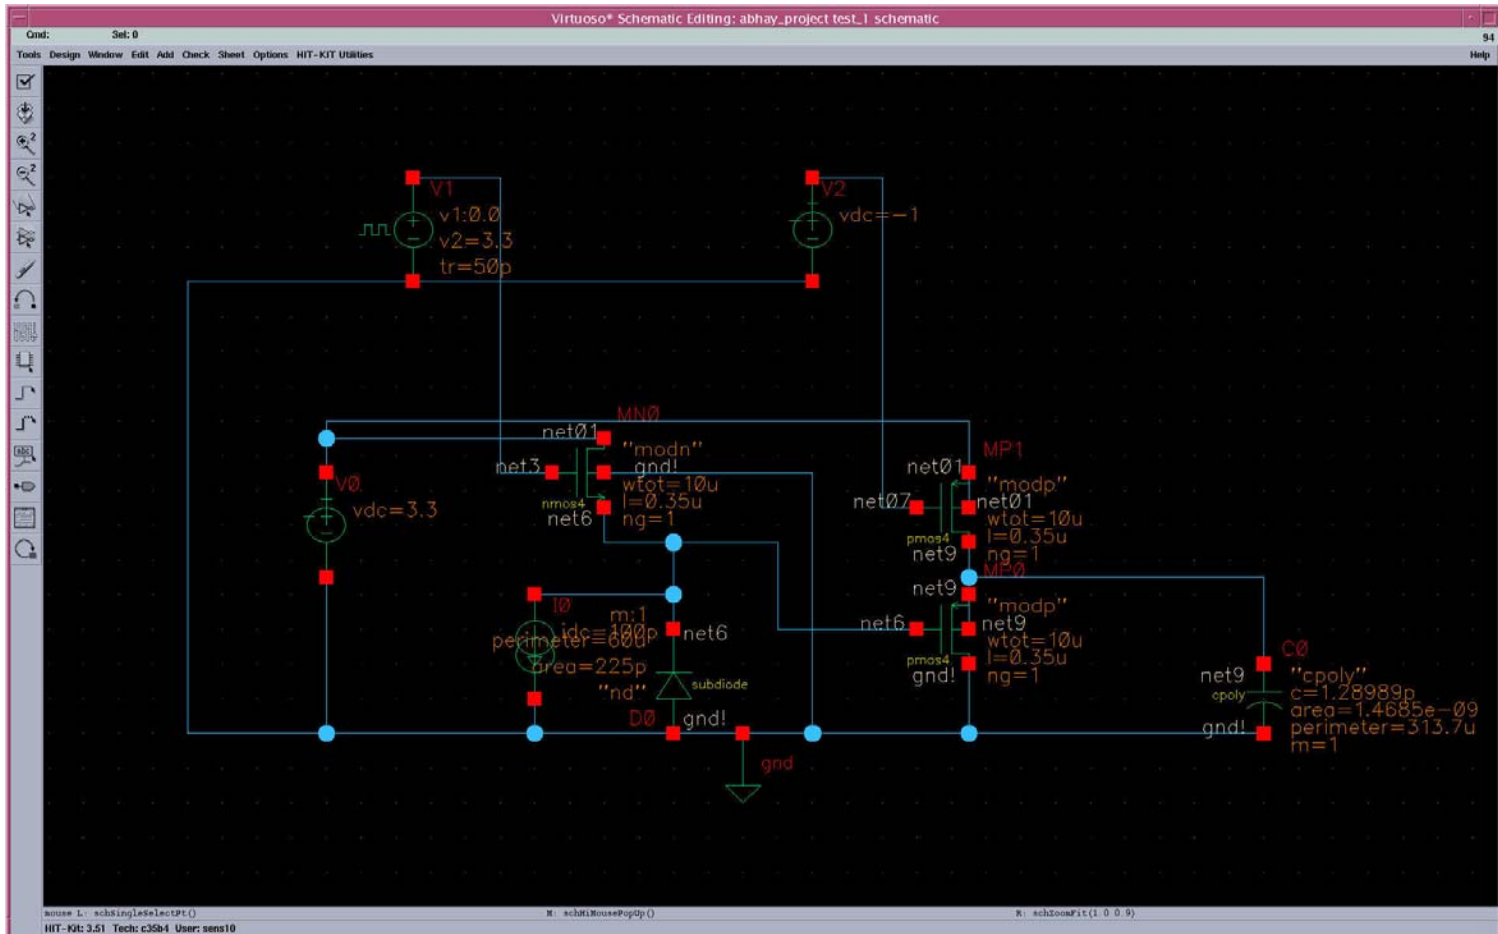 Virtuoso* Schematic Editing: abhay_project test_1 schematic
Cmd: Sel: 0
94
Tools Design Window Edit Add Check Sheet Options HIT-KIT Utilities Help
V1
v1:0.0
v2=3.3
tr=50p
V2
vdc=-1
MN0
net01
"modn"
net3
gnd!
wtot=10u
nmos4
l=0.35u
net6
ng=1
V0
vdc=3.3
MP1
net01
"modp"
net07
net01
wtot=10u
pmos4
l=0.35u
net9
ng=1
MP0
net9
"modp"
net6
net9
wtot=10u
pmos4
l=0.35u
gnd!
ng=1
I0
m:1
idc=100p
net6
perimeter=60u
area=225p
"nd"
subdiode
D0
gnd!
gnd
C0
net9
"cpoly"
cpoly
c=1.28989p
area=1.4685e-09
gnd!
perimeter=313.7u
m=1
mouse L: schSingleSelectPt() M: schHiMousePopUp() R: schZoomFit(1.0 0.9)
HIT-Kit: 3.51 Tech: c35b4 User: sens10